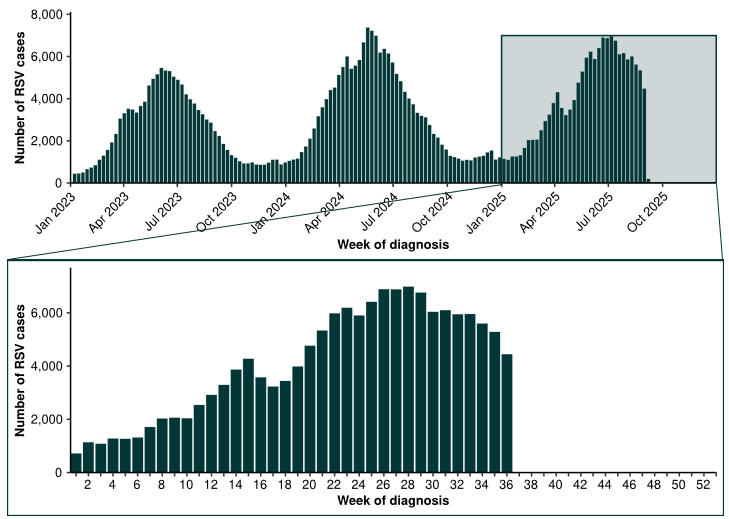 Number of RSV cases
8,000
6,000
4,000
2,000
0
Jan 2023
Apr 2023
Jul 2023
Oct 2023
Jan 2024
Apr 2024
Jul 2024
Oct 2024
Jan 2025
Apr 2025
Jul 2025
Oct 2025
Week of diagnosis
Number of RSV cases
6,000
4,000
2,000
0
2 4 6 8 10 12 14 16 18 20 22 24 26 28 30 32 34 36 38 40 42 44 46 48 50 52
Week of diagnosis